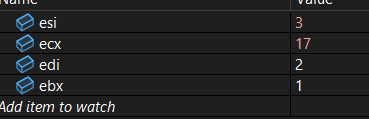 Name Value
esi 3
ecx 17
edi 2
ebx 1
Add item to watch